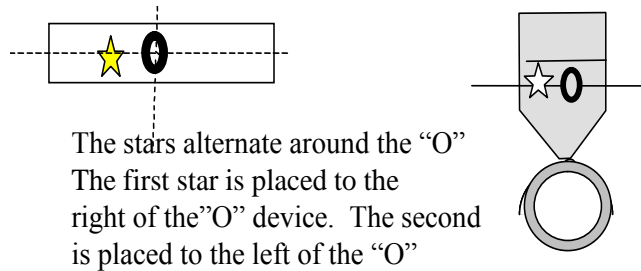 O
O
The stars alternate around the “O”
The first star is placed to the
right of the”O” device. The second
is placed to the left of the “O”